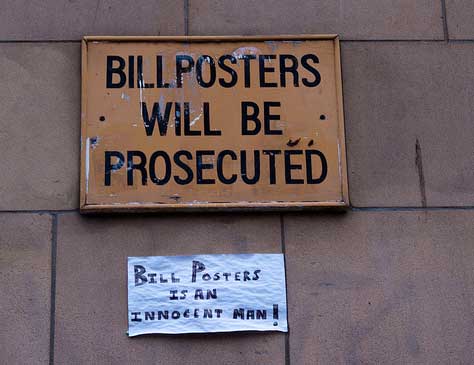 BILLPOSTERS
· WILL BE ·
PROSECUTED
BILL POSTERS
IS AN
INNOCENT MAN!